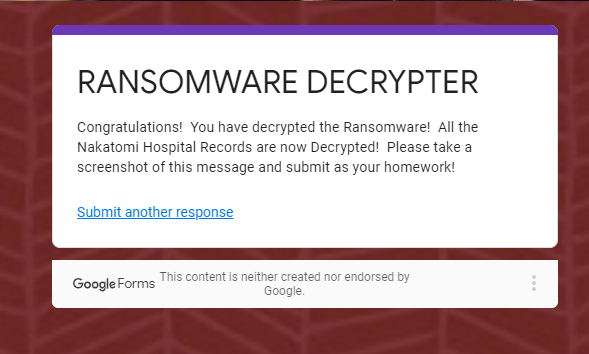 RANSOMWARE DECRYPTER
Congratulations!  You have decrypted the Ransomware!  All the
Nakatomi Hospital Records are now Decrypted!  Please take a
screenshot of this message and submit as your homework!
Submit another response
Google Forms This content is neither created nor endorsed by
Google.